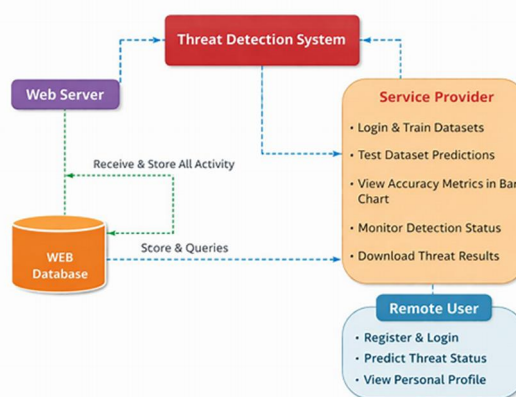 Threat Detection System
Web Server
Service Provider
• Login & Train Datasets
• Test Dataset Predictions
• View Accuracy Metrics in Bar
Chart
• Monitor Detection Status
• Download Threat Results
Receive & Store All Activity
WEB
Database
Score & Queries
Remote User
• Register & Login
• Predict Threat Status
• View Personal Profile